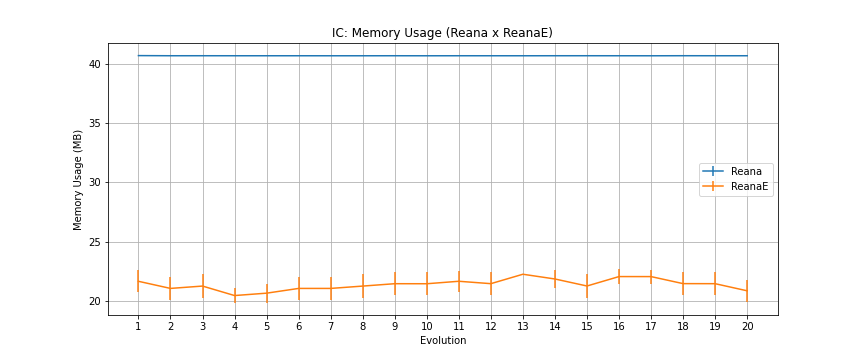 IC: Memory Usage (Reana x ReanaE)
Memory Usage (MB)
40
35
30
25
20
Reana
ReanaE
1 2 3 4 5 6 7 8 9 10 11 12 13 14 15 16 17 18 19 20
Evolution